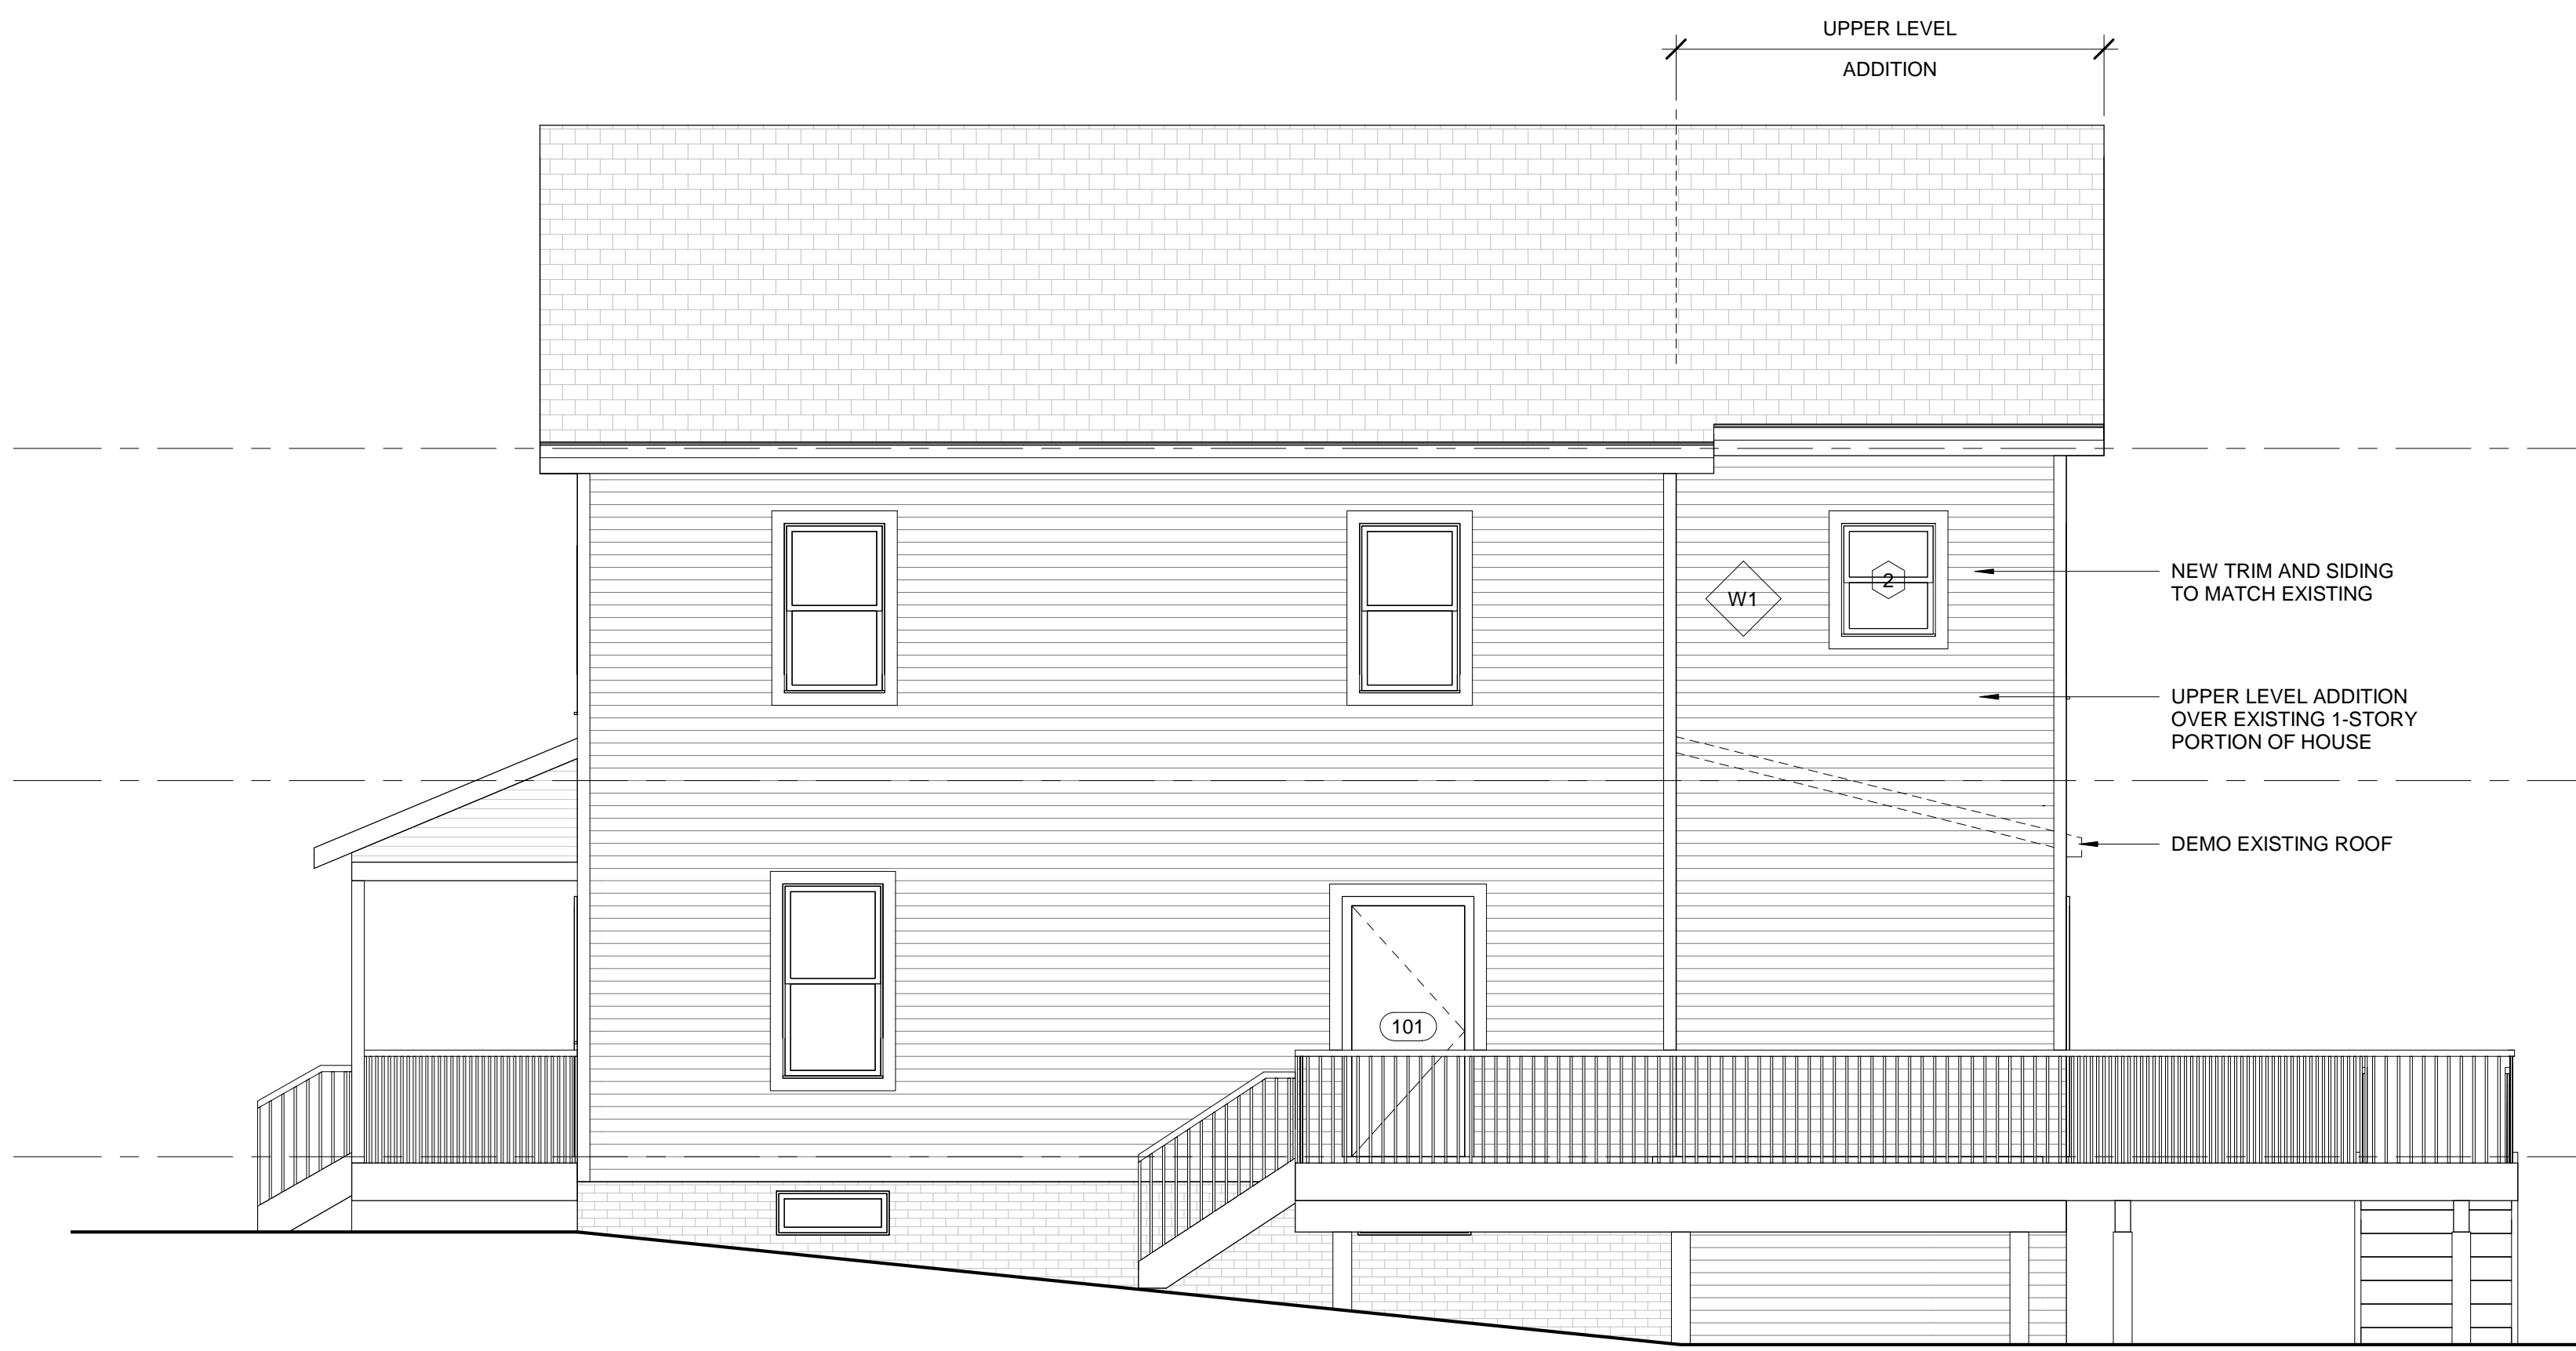 UPPER LEVEL
ADDITION
2
NEW TRIM AND SIDING
TO MATCH EXISTING
W1
UPPER LEVEL ADDITION
OVER EXISTING 1-STORY
PORTION OF HOUSE
DEMO EXISTING ROOF
101